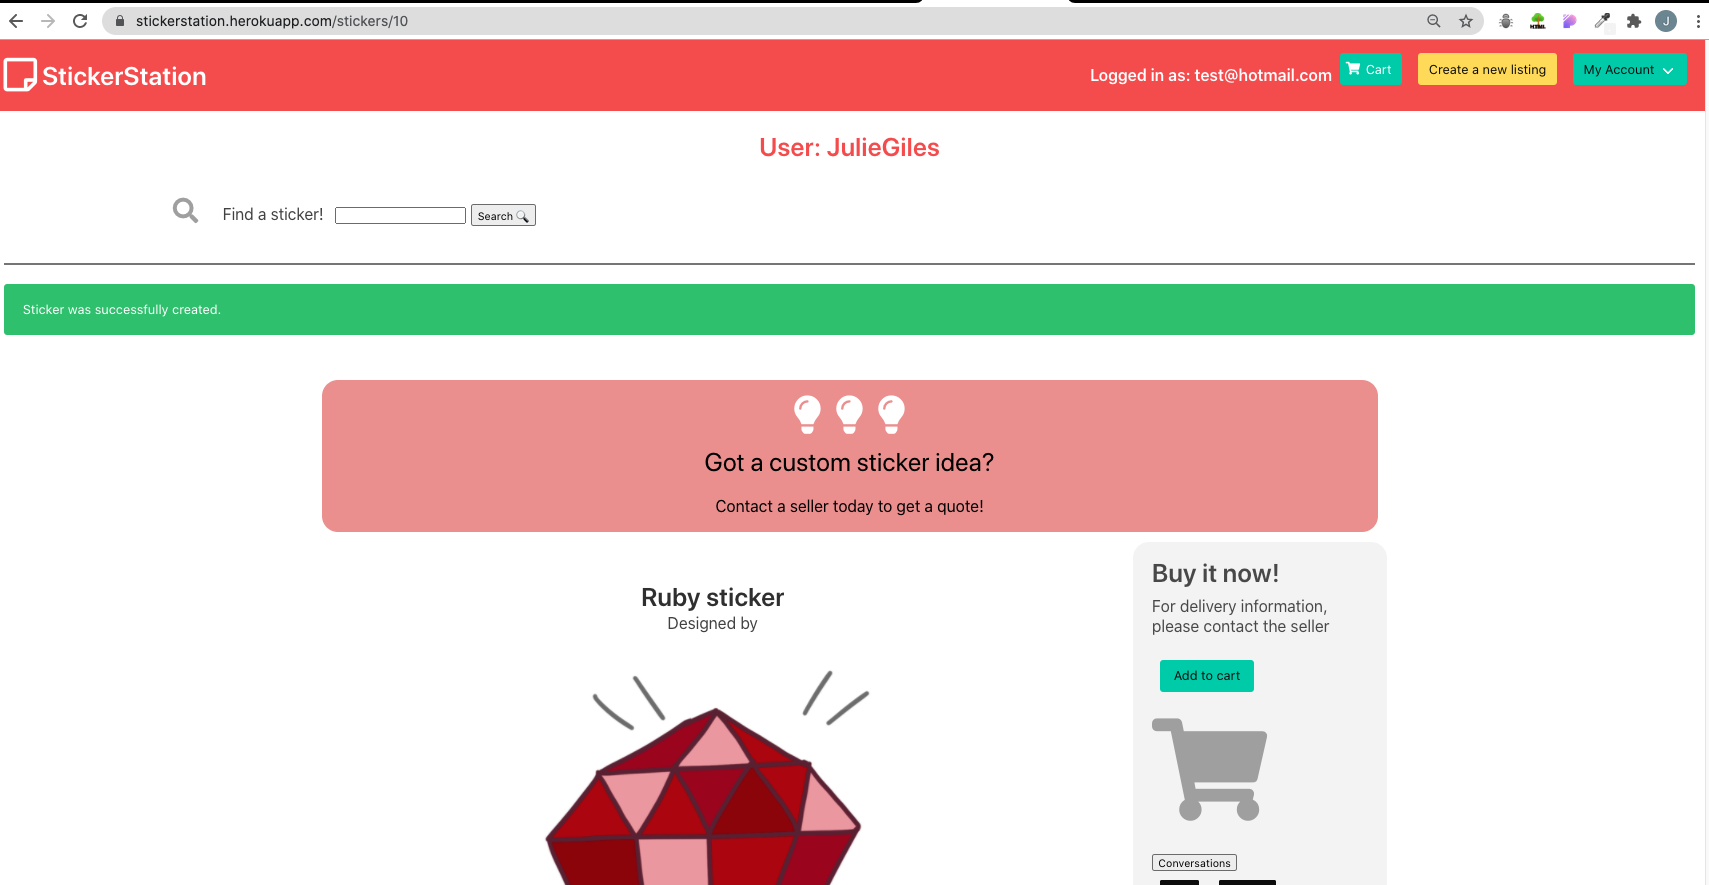 stickerstation.herokuapp.com/stickers/10
HTML
J
StickerStation
Logged in as: test@hotmail.com
Cart
Create a new listing
My Account
User: JulieGiles
Find a sticker!
Search
Sticker was successfully created.
Got a custom sticker idea?
Contact a seller today to get a quote!
Ruby sticker
Designed by
Buy it now!
For delivery information,
please contact the seller
Add to cart
Conversations